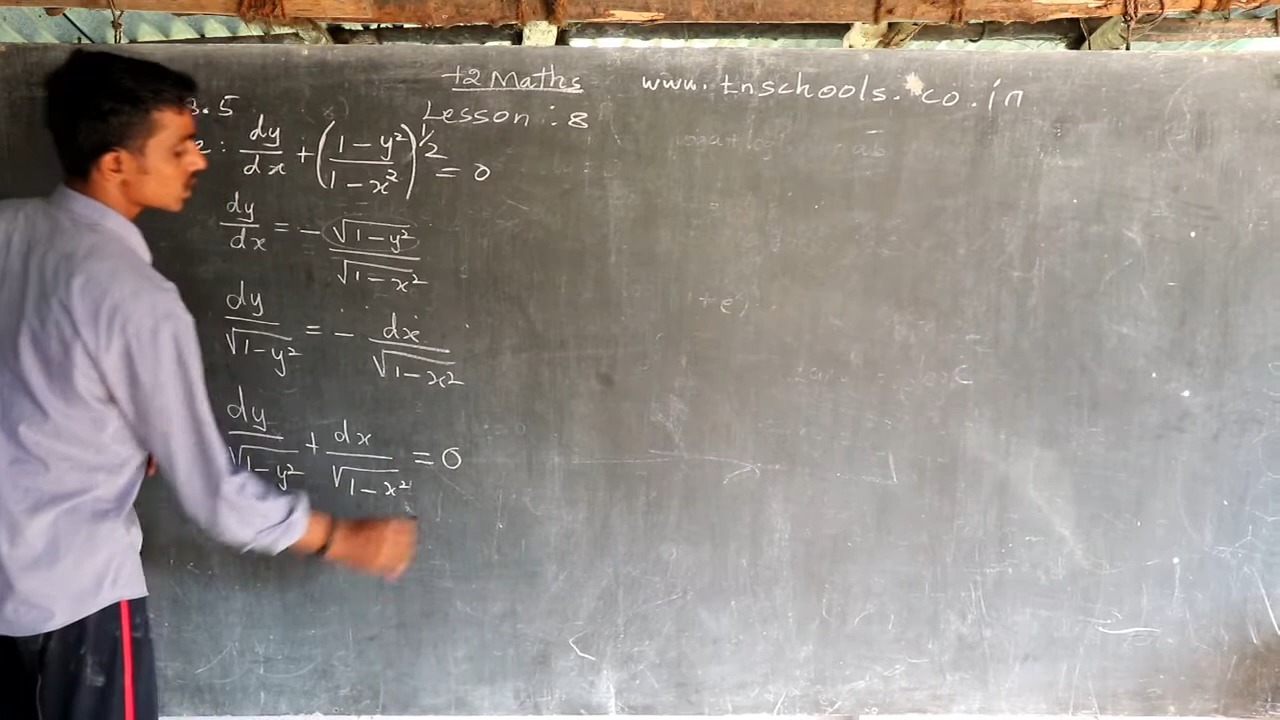 +2 Maths www.tnschools.co.in
Lesson : 8
3.5
2: dy/dx + ((1-y²)/(1-x²))^½ = 0
dy/dx = - √1-y²/√1-x²
dy/√1-y² = - dx/√1-x²
dy/√1-y² + dx/√1-x² = 0